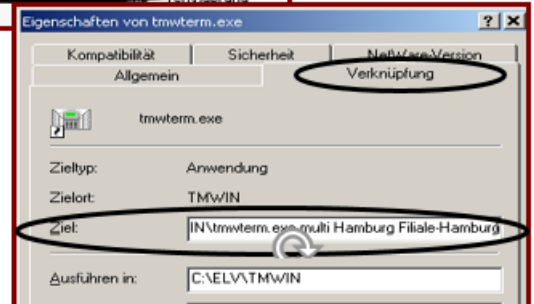 Eigenschaften von tmwterm.exe
Kompatibilität Sicherheit NetWare-Version
Allgemein Verknüpfung
tmwterm.exe
Zieltyp: Anwendung
Zielort: TMWIN
Ziel: IN\tmwterm.exe multi Hamburg Filiale-Hamburg
Ausführen in: C:\ELV\TMWIN